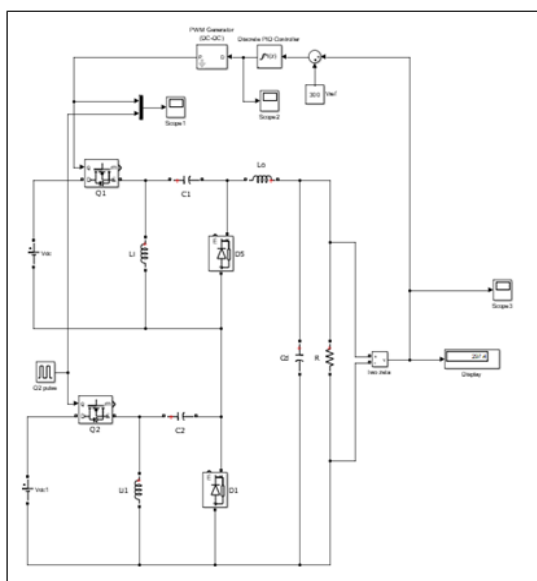 PWM Generator
(DC-DC)
Discrete PID Controller
300
Vref
Scope1
Scope2
Q1
C1
Lo
Li
D5
Vdc
Scope3
Q2 pulse
R
Display
Q2
C2
Li1
D1
Vdc1